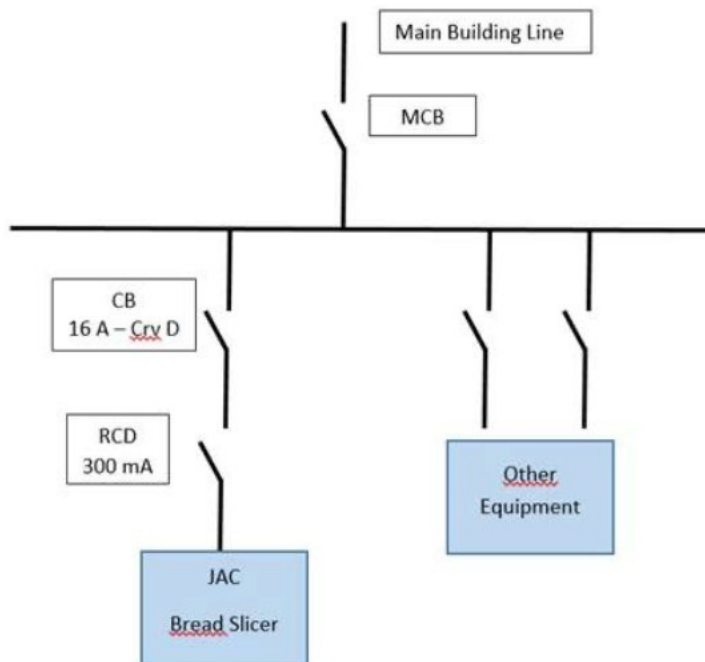 Main Building Line
MCB
CB
16 A – Crv D
RCD
300 mA
Other
Equipment
JAC
Bread Slicer